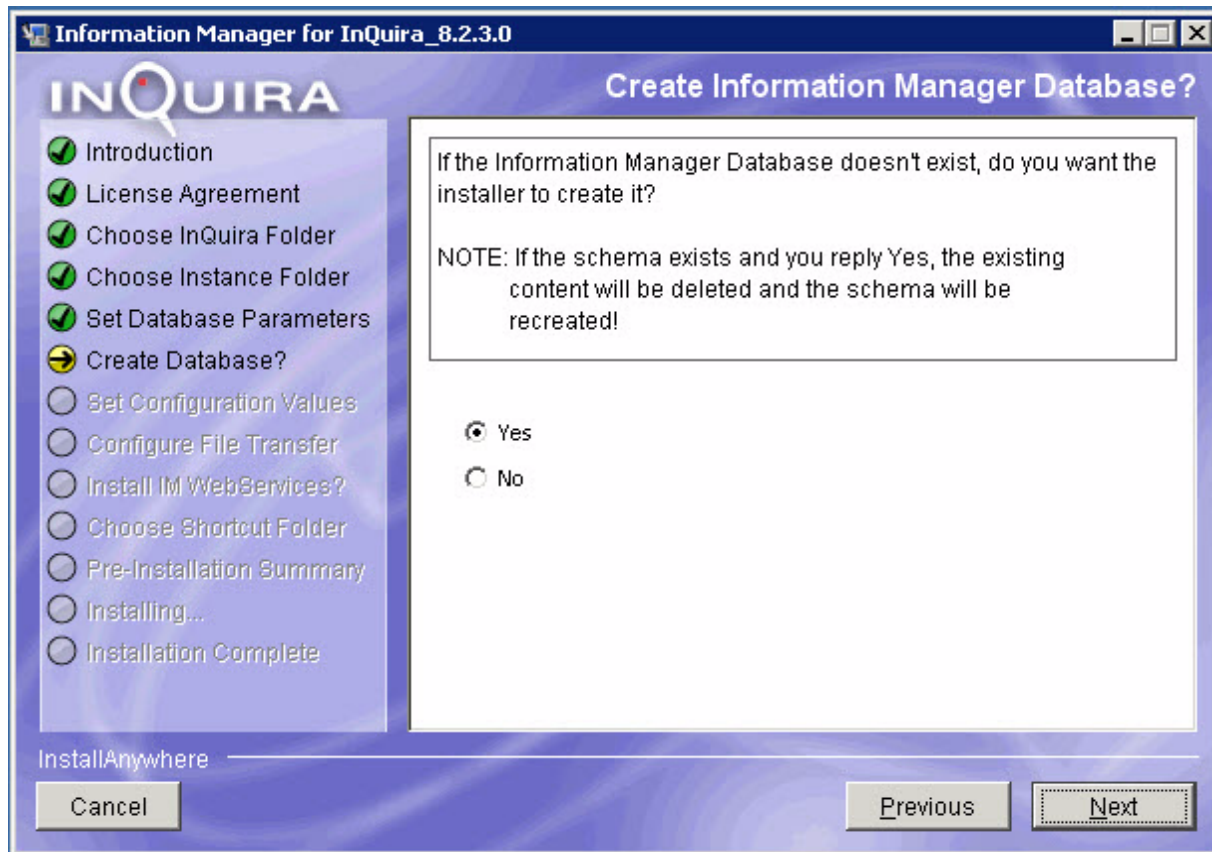 Information Manager for InQuira_8.2.3.0
INQUIRA
Create Information Manager Database?
Introduction
License Agreement
Choose InQuira Folder
Choose Instance Folder
Set Database Parameters
Create Database?
Set Configuration Values
Configure File Transfer
Install IM WebServices?
Choose Shortcut Folder
Pre-Installation Summary
Installing...
Installation Complete
If the Information Manager Database doesn't exist, do you want the
installer to create it?
NOTE: If the schema exists and you reply Yes, the existing
content will be deleted and the schema will be
recreated!
Yes
No
InstallAnywhere
Cancel
Previous
Next